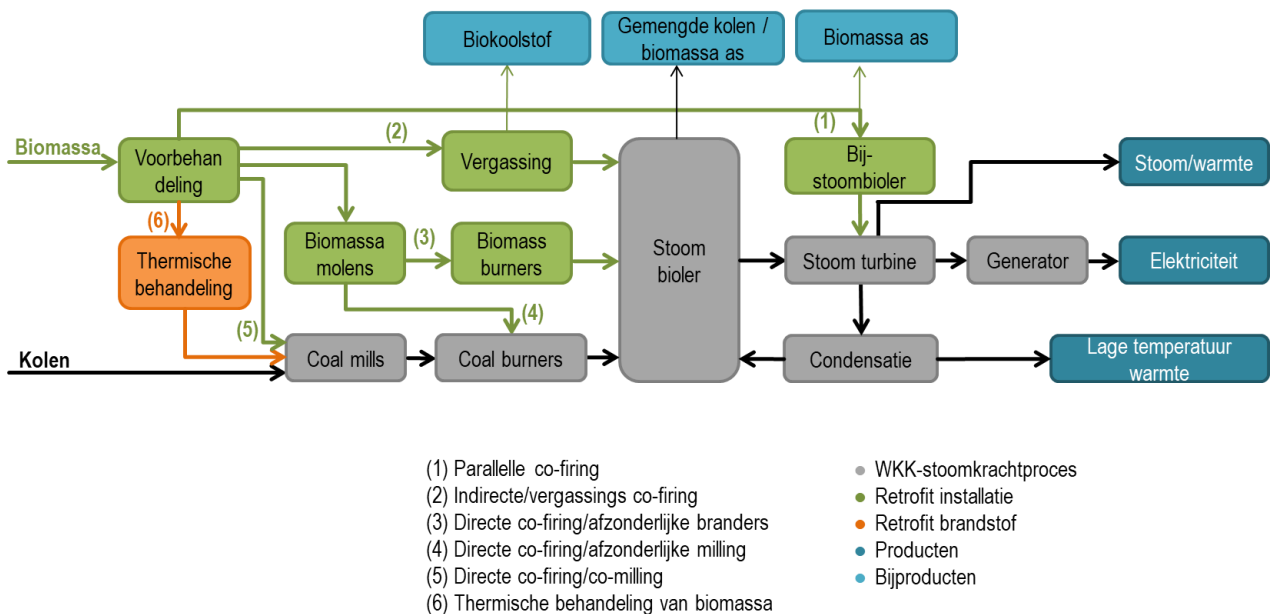 Biokoolstof
Gemengde kolen /
biomassa as
Biomassa as
Biomassa
(2)
(1)
Voorbehan
deling
Vergassing
Bij-
stoombioler
Stoom/warmte
(6)
Thermische
behandeling
Biomassa
molens
(3)
Biomass
burners
Stoom
bioler
Stoom turbine
Generator
Elektriciteit
(5)
(4)
Kolen
Coal mills
Coal burners
Condensatie
Lage temperatuur
warmte
(1) Parallelle co-firing
(2) Indirecte/vergassings co-firing
(3) Directe co-firing/afzonderlijke branders
(4) Directe co-firing/afzonderlijke milling
(5) Directe co-firing/co-milling
(6) Thermische behandeling van biomassa
WKK-stoomkrachtproces
Retrofit installatie
Retrofit brandstof
Producten
Bijproducten